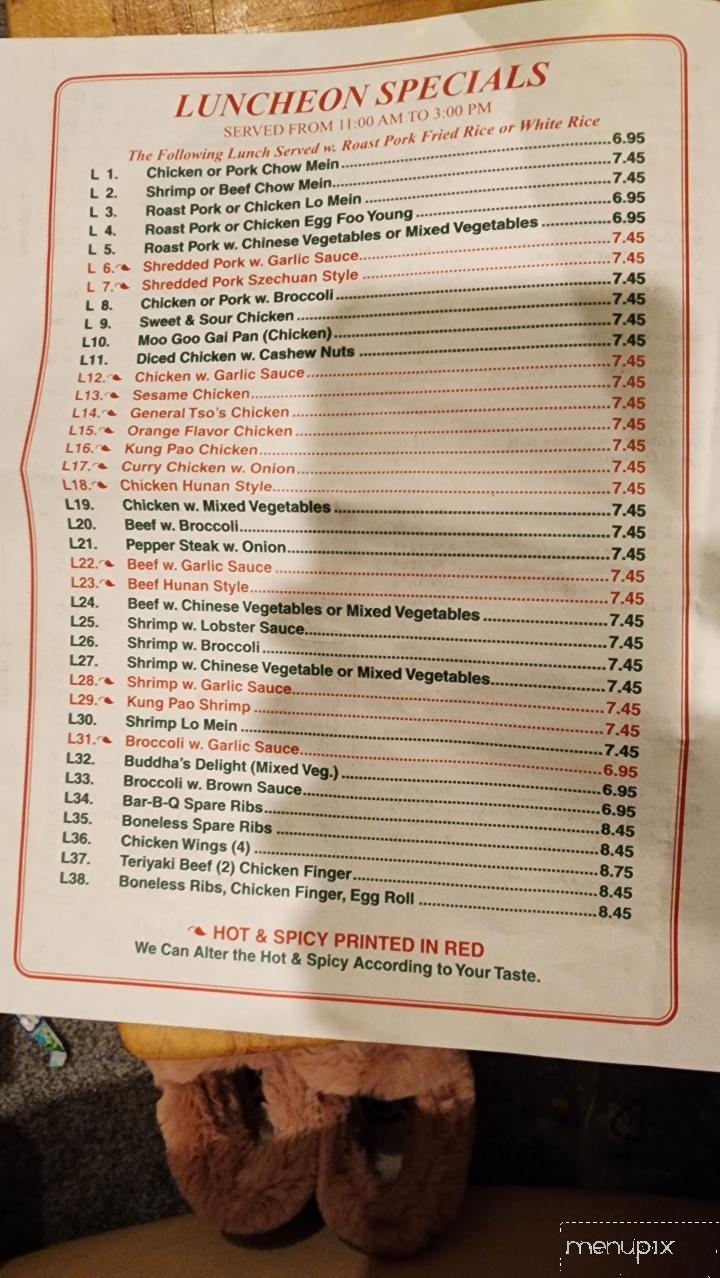 LUNCHEON SPECIALS
SERVED FROM 11:00 AM TO 3:00 PM
The Following Lunch Served w. Roast Pork Fried Rice or White Rice
L 1. Chicken or Pork Chow Mein 6.95
L 2. Shrimp or Beef Chow Mein 7.45
L 3. Roast Pork or Chicken Lo Mein 7.45
L 4. Roast Pork or Chicken Egg Foo Young 6.95
L 5. Roast Pork w. Chinese Vegetables or Mixed Vegetables 6.95
L 6. Shredded Pork w. Garlic Sauce 7.45
L 7. Shredded Pork Szechuan Style 7.45
L 8. Chicken or Pork w. Broccoli 7.45
L 9. Sweet & Sour Chicken 7.45
L10. Moo Goo Gai Pan (Chicken) 7.45
L11. Diced Chicken w. Cashew Nuts 7.45
L12. Chicken w. Garlic Sauce 7.45
L13. Sesame Chicken 7.45
L14. General Tso's Chicken 7.45
L15. Orange Flavor Chicken 7.45
L16. Kung Pao Chicken 7.45
L17. Curry Chicken w. Onion 7.45
L18. Chicken Hunan Style 7.45
L19. Chicken w. Mixed Vegetables 7.45
L20. Beef w. Broccoli 7.45
L21. Pepper Steak w. Onion 7.45
L22. Beef w. Garlic Sauce 7.45
L23. Beef Hunan Style 7.45
L24. Beef w. Chinese Vegetables or Mixed Vegetables 7.45
L25. Shrimp w. Lobster Sauce 7.45
L26. Shrimp w. Broccoli 7.45
L27. Shrimp w. Chinese Vegetable or Mixed Vegetables 7.45
L28. Shrimp w. Garlic Sauce 7.45
L29. Kung Pao Shrimp 7.45
L30. Shrimp Lo Mein 7.45
L31. Broccoli w. Garlic Sauce 6.95
L32. Buddha's Delight (Mixed Veg.) 6.95
L33. Broccoli w. Brown Sauce 6.95
L34. Bar-B-Q Spare Ribs 8.45
L35. Boneless Spare Ribs 8.45
L36. Chicken Wings (4) 8.75
L37. Teriyaki Beef (2) Chicken Finger 8.45
L38. Boneless Ribs, Chicken Finger, Egg Roll 8.45
HOT & SPICY PRINTED IN RED
We Can Alter the Hot & Spicy According to Your Taste.
menupix